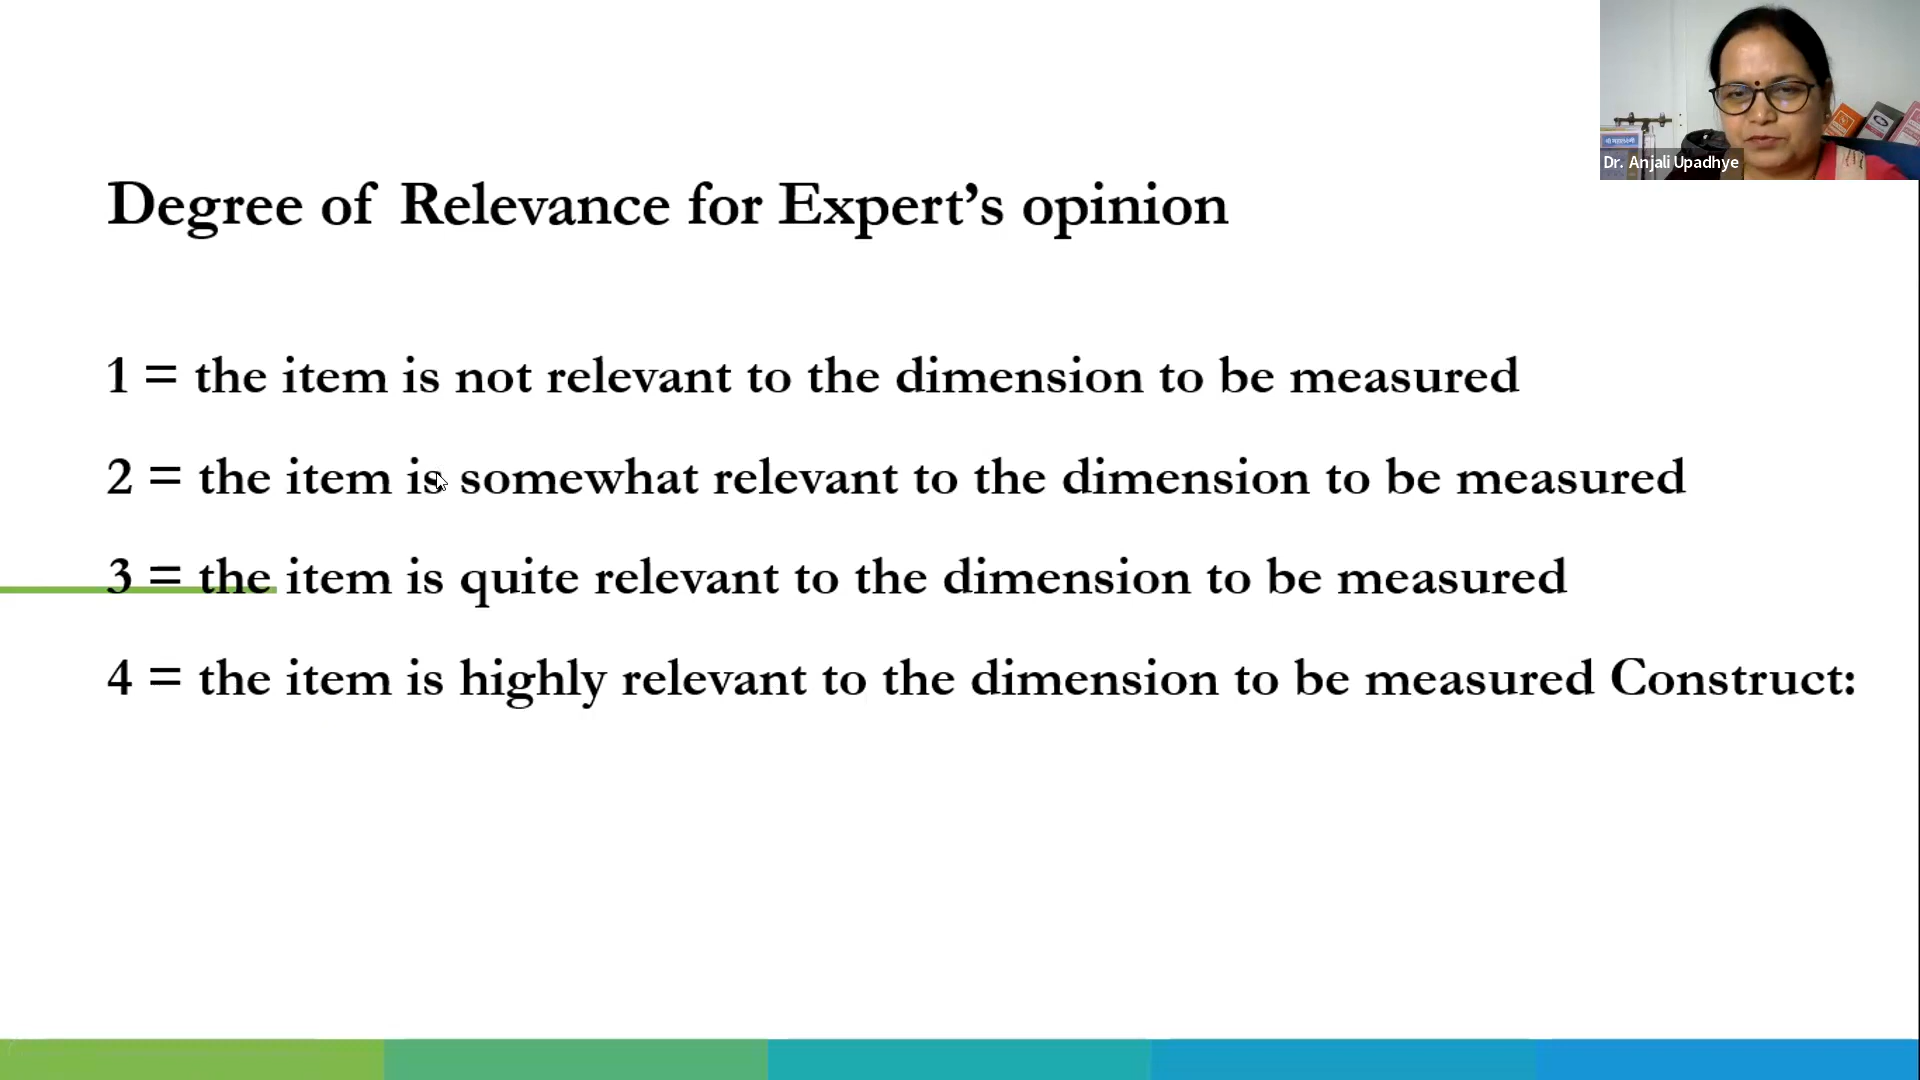 Dr. Anjali Upadhye
Degree of Relevance for Expert’s opinion
1 = the item is not relevant to the dimension to be measured
2 = the item is somewhat relevant to the dimension to be measured
3 = the item is quite relevant to the dimension to be measured
4 = the item is highly relevant to the dimension to be measured Construct: